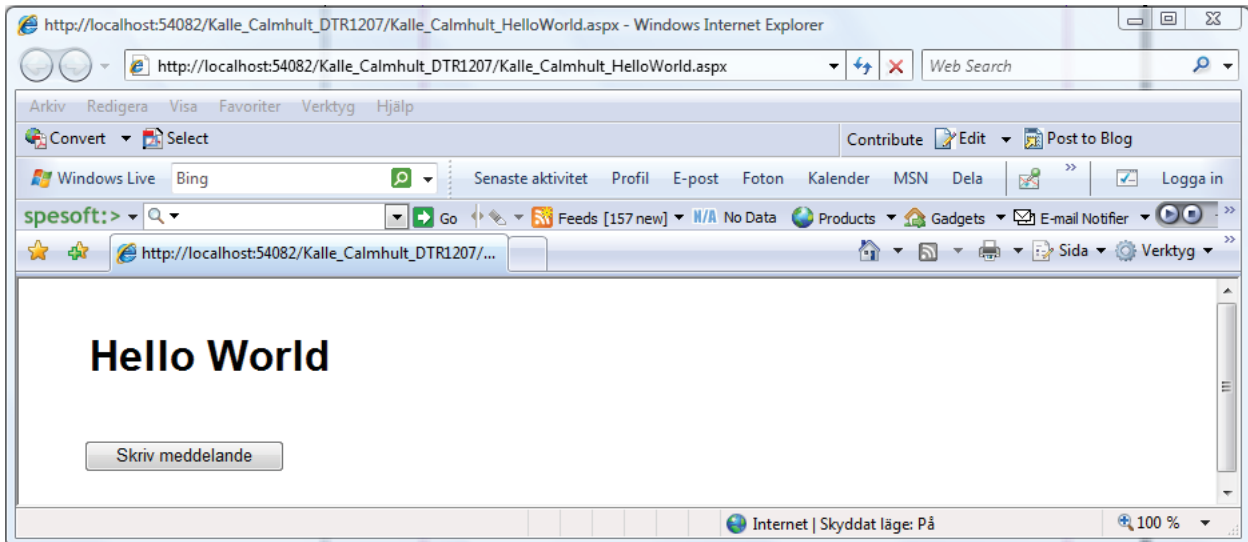 http://localhost:54082/Kalle_Calmhult_DTR1207/Kalle_Calmhult_HelloWorld.aspx - Windows Internet Explorer
http://localhost:54082/Kalle_Calmhult_DTR1207/Kalle_Calmhult_HelloWorld.aspx Web Search
Arkiv Redigera Visa Favoriter Verktyg Hjälp
Convert Select Contribute Edit Post to Blog
Windows Live Bing Senaste aktivitet Profil E-post Foton Kalender MSN Dela » Logga in
spesoft:> Go Feeds [157 new] N/A No Data Products Gadgets E-mail Notifier »
http://localhost:54082/Kalle_Calmhult_DTR1207/... Sida Verktyg »
Hello World
Skriv meddelande
Internet | Skyddat läge: På 100 %